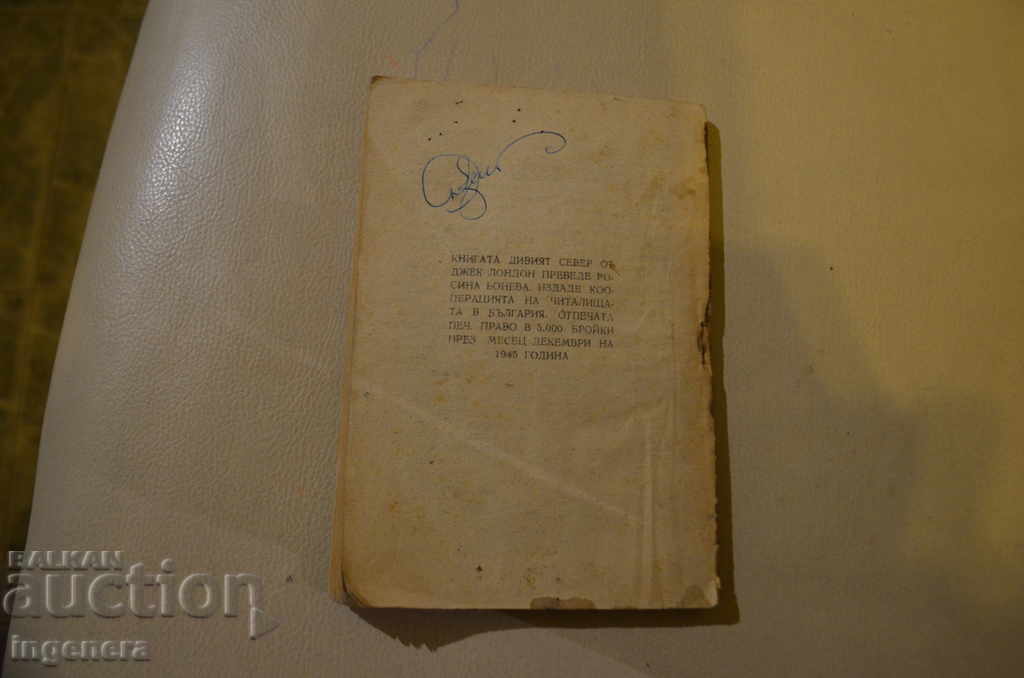 КНИГАТА ДИВИЯТ СЕВЕР ОТ
ДЖЕК ЛОНДОН ПРЕВЕДЕ РО-
СИНА БОНЕВА. ИЗДАДЕ КОО-
ПЕРАЦИЯТА НА ЧИТАЛИЩА-
ТА В БЪЛГАРИЯ. ОТПЕЧАТА
ПЕЧ. ПРАВО В 5.000 БРОЙКИ
ПРЕЗ МЕСЕЦ ДЕКЕМВРИ НА
1945 ГОДИНА
BALKAN
auction
ingenera